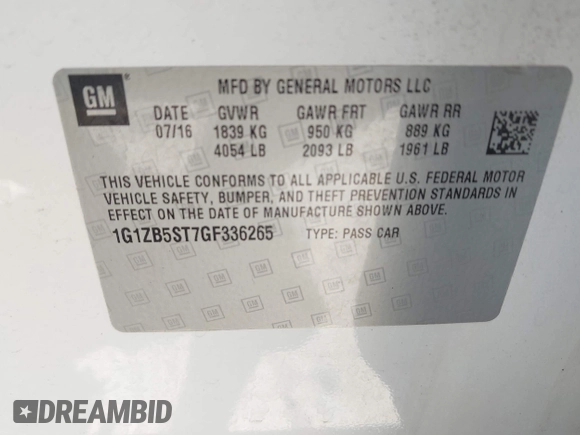 GM
MFD BY GENERAL MOTORS LLC
DATE GVWR GAWR FRT GAWR RR
07/16 1839 KG 950 KG 889 KG
4054 LB 2093 LB 1961 LB
THIS VEHICLE CONFORMS TO ALL APPLICABLE U.S. FEDERAL MOTOR
VEHICLE SAFETY, BUMPER, AND THEFT PREVENTION STANDARDS IN
EFFECT ON THE DATE OF MANUFACTURE SHOWN ABOVE.
1G1ZB5ST7GF336265 TYPE: PASS CAR
DREAMBID